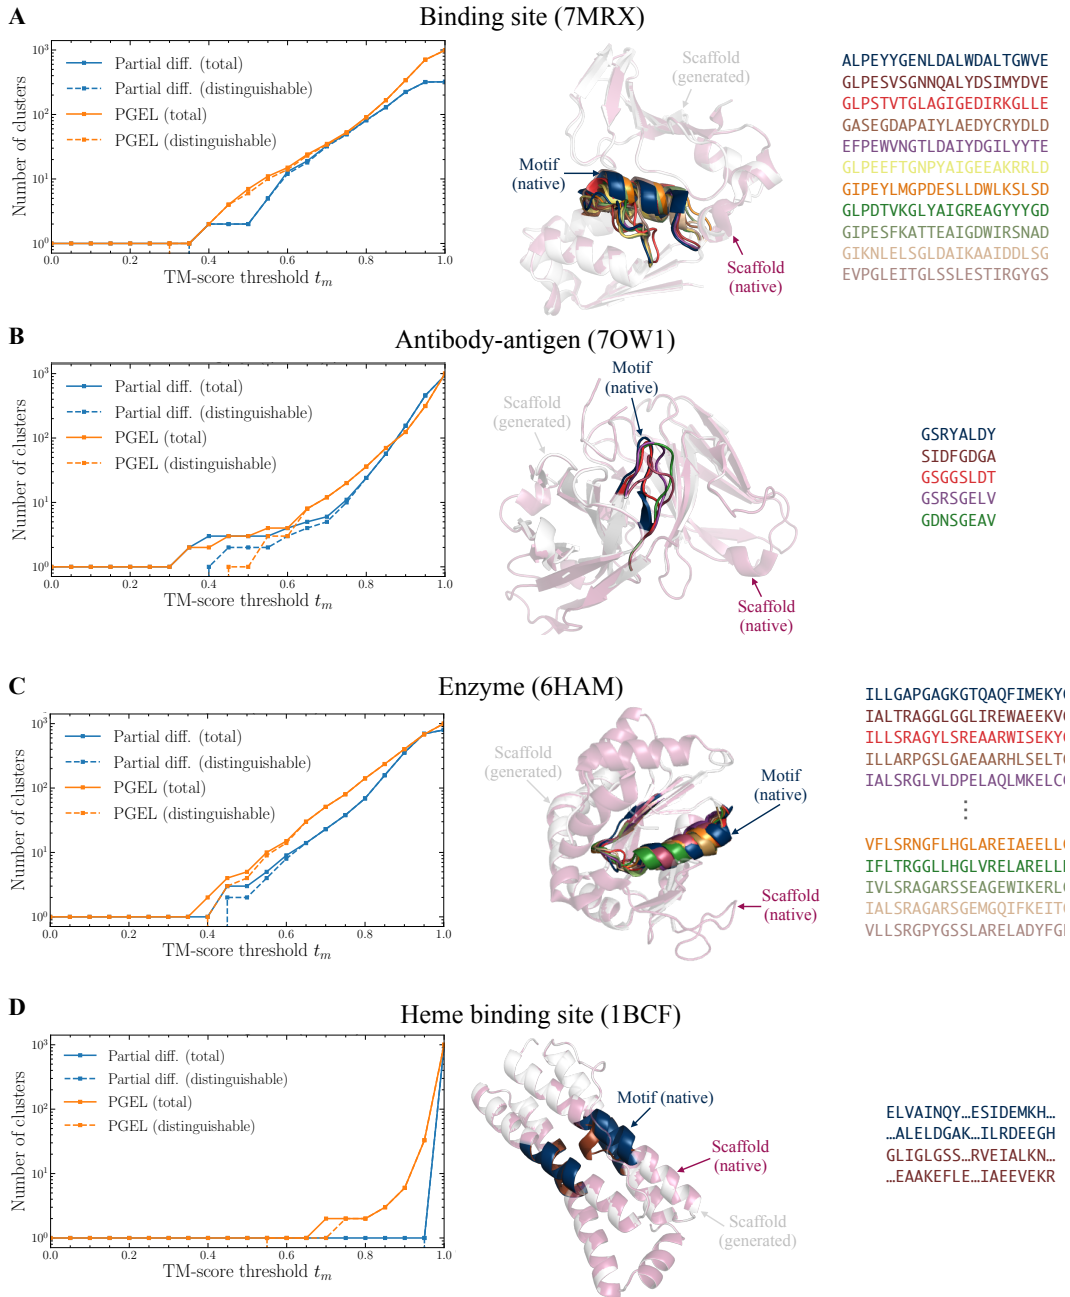 A
Binding site (7MRX)
Number of clusters
10³
10²
10¹
10⁰
Partial diff. (total)
Partial diff. (distinguishable)
PGEL (total)
PGEL (distinguishable)
0.0 0.2 0.4 0.6 0.8 1.0
TM-score threshold tₘ
Scaffold
(generated)
Motif
(native)
Scaffold
(native)
ALPEYYGENLDALWDALTGWVE
GLPESVSGNNQALYDSIMYDVE
GLPSTVTGLAGIGEDIRKGLLE
GASEGDAPAIYLAEDYCRYDLD
EFPEWVNGTLDAIYDGILYYTE
GLPEEFTGNPYAIGEEAKRRLD
GIPEYLMGPDESLLDWLKSLSD
GLPDTVKGLYAIGREAGYYYGD
GIPESFKATTEAIGDWIRSNAD
GIKNLELSGLDAIKAAIDDLSG
EVPGLEITGLSSLESTIRGYGS
B
Antibody-antigen (7OW1)
Number of clusters
10³
10²
10¹
10⁰
Partial diff. (total)
Partial diff. (distinguishable)
PGEL (total)
PGEL (distinguishable)
0.0 0.2 0.4 0.6 0.8 1.0
TM-score threshold tₘ
Motif
(native)
Scaffold
(generated)
Scaffold
(native)
GSRYALDY
SIDFGDGA
GSGGSLDT
GSRSGELV
GDNSGEAV
C
Enzyme (6HAM)
Number of clusters
10³
10²
10¹
10⁰
Partial diff. (total)
Partial diff. (distinguishable)
PGEL (total)
PGEL (distinguishable)
0.0 0.2 0.4 0.6 0.8 1.0
TM-score threshold tₘ
Scaffold
(generated)
Motif
(native)
Scaffold
(native)
ILLGAPGAGKGTQAQFIMEKY
IALTRAGGLGGLIREWAEEKV
ILLSRAGYLSREAARWISEKY
ILLARPGSLGAEAARHLSELT
IALSRGLVLDPELAQLMKELC
⋮
VFLSRNGFLHGLAREIAEELL
IFLTRGGLLHGLVRELARELL
IVLSRAGARSSEAGEWIKERL
IALSRAGARSGEMGQIFKEIT
VLLSRGPYGSSLARELADYFG
D
Heme binding site (1BCF)
Number of clusters
10³
10²
10¹
10⁰
Partial diff. (total)
Partial diff. (distinguishable)
PGEL (total)
PGEL (distinguishable)
0.0 0.2 0.4 0.6 0.8 1.0
TM-score threshold tₘ
Motif (native)
Scaffold
(native)
Scaffold
(generated)
ELVAINQY…ESIDEMKH…
…ALELDGAK…ILRDEEGH
GLIGLGSS…RVEIALKN…
…EAAKEFLE…IAEEVEKR